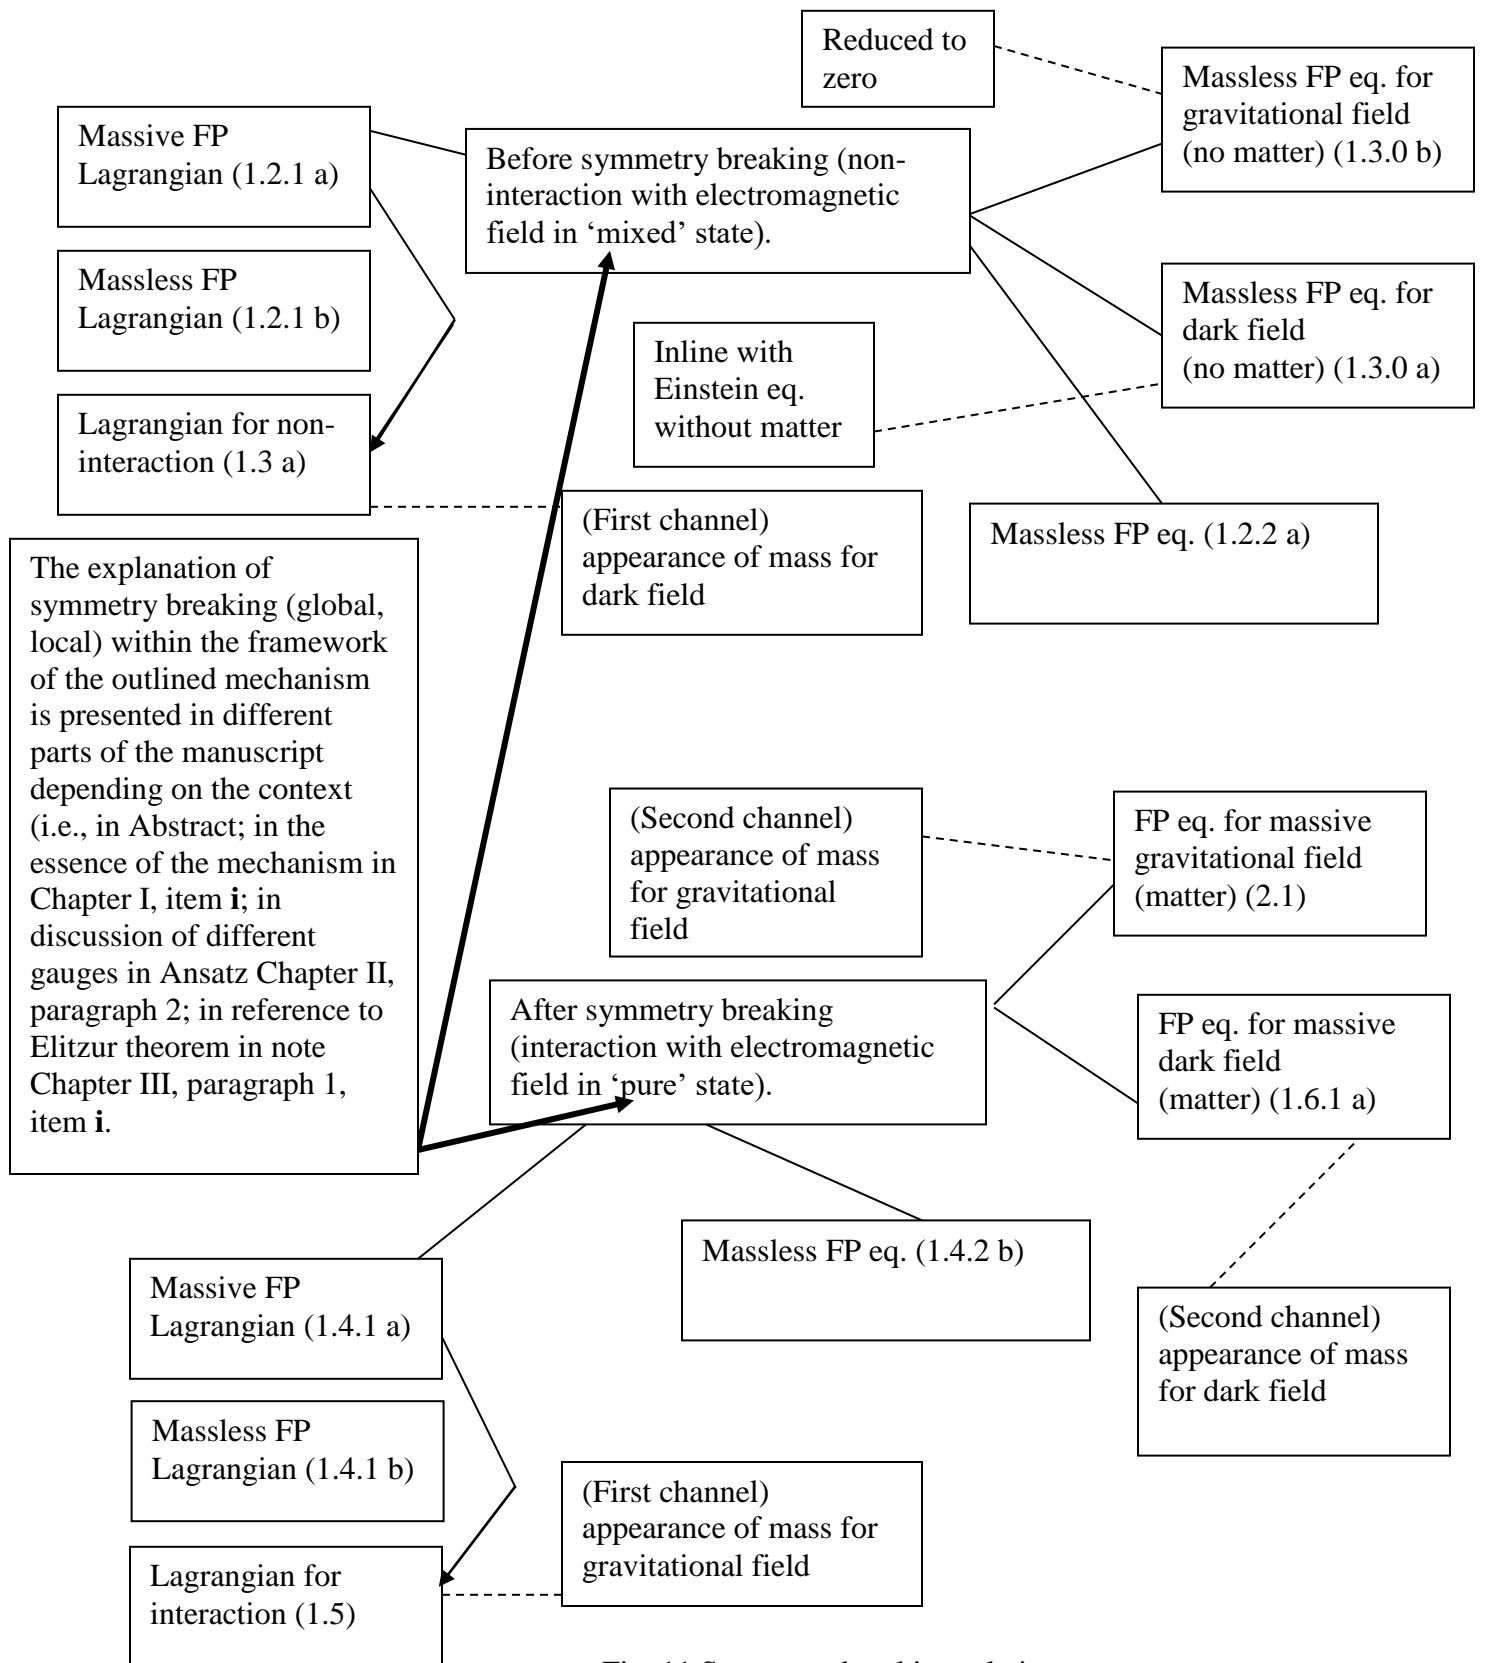 Reduced to
zero
Massless FP eq. for
gravitational field
(no matter) (1.3.0 b)
Massive FP
Lagrangian (1.2.1 a)
Before symmetry breaking (non-
interaction with electromagnetic
field in ‘mixed’ state).
Massless FP
Lagrangian (1.2.1 b)
Massless FP eq. for
dark field
(no matter) (1.3.0 a)
Inline with
Einstein eq.
without matter
Lagrangian for non-
interaction (1.3 a)
(First channel)
appearance of mass for
dark field
Massless FP eq. (1.2.2 a)
The explanation of
symmetry breaking (global,
local) within the framework
of the outlined mechanism
is presented in different
parts of the manuscript
depending on the context
(i.e., in Abstract; in the
essence of the mechanism in
Chapter I, item i; in
discussion of different
gauges in Ansatz Chapter II,
paragraph 2; in reference to
Elitzur theorem in note
Chapter III, paragraph 1,
item i.
(Second channel)
appearance of mass
for gravitational
field
FP eq. for massive
gravitational field
(matter) (2.1)
After symmetry breaking
(interaction with electromagnetic
field in ‘pure’ state).
FP eq. for massive
dark field
(matter) (1.6.1 a)
Massless FP eq. (1.4.2 b)
Massive FP
Lagrangian (1.4.1 a)
(Second channel)
appearance of mass
for dark field
Massless FP
Lagrangian (1.4.1 b)
(First channel)
appearance of mass for
gravitational field
Lagrangian for
interaction (1.5)